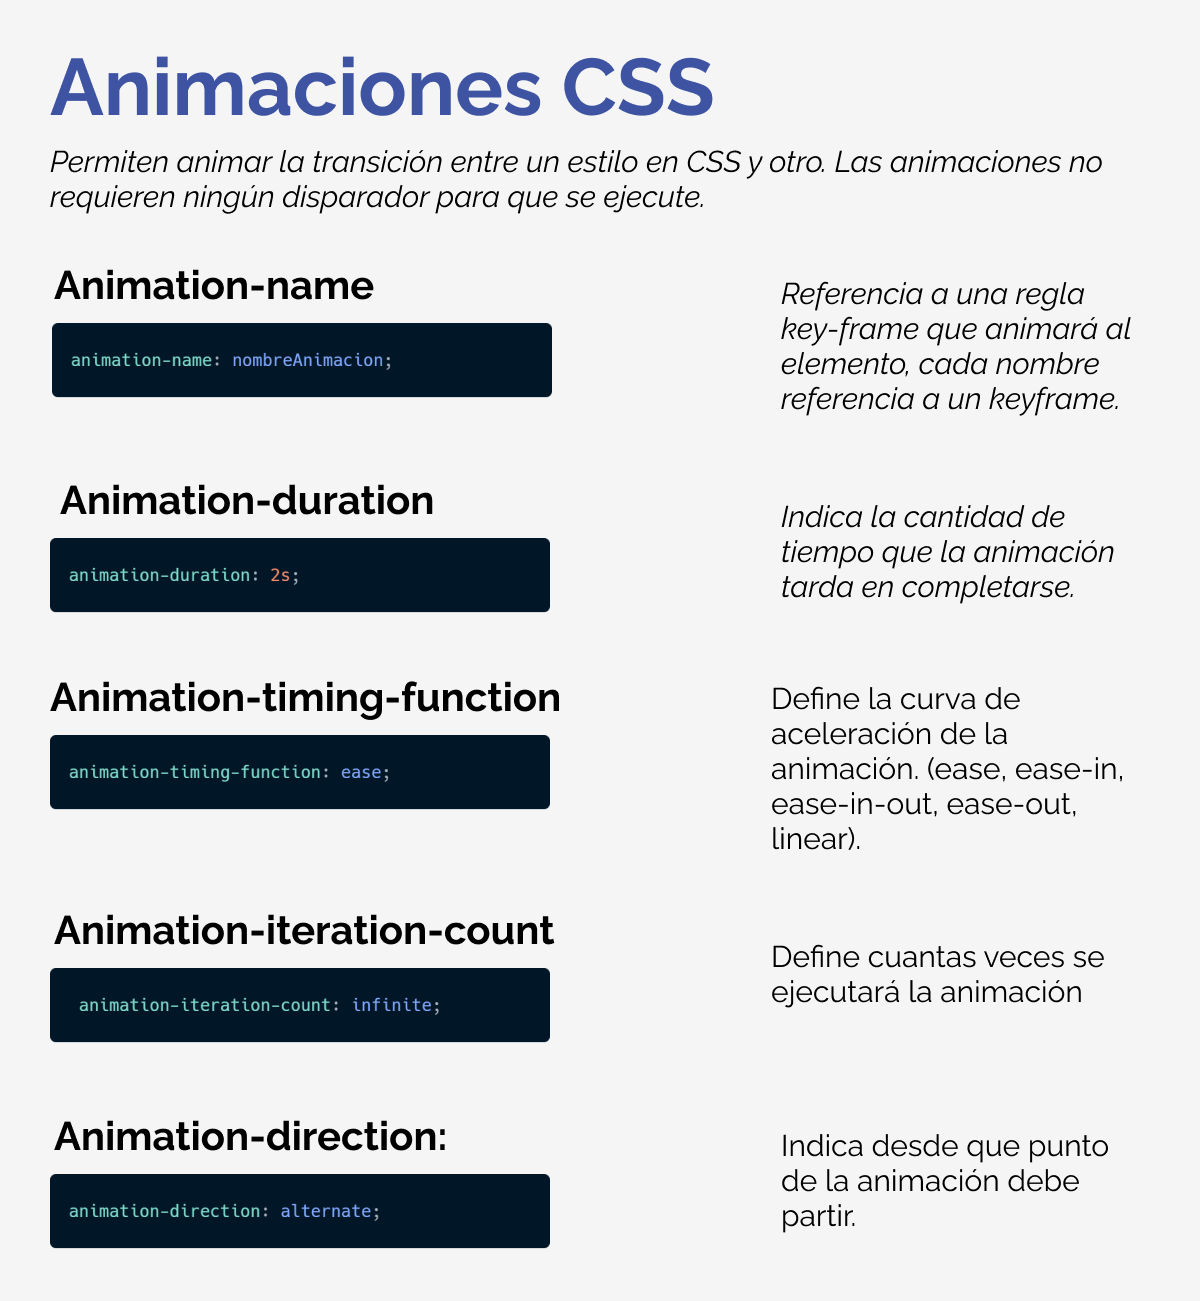 Animaciones CSS
Permiten animar la transición entre un estilo en CSS y otro. Las animaciones no
requieren ningún disparador para que se ejecute.
Animation-name
animation-name: nombreAnimacion;
Referencia a una regla
key-frame que animará al
elemento, cada nombre
referencia a un keyframe.
Animation-duration
animation-duration: 2s;
Indica la cantidad de
tiempo que la animación
tarda en completarse.
Animation-timing-function
animation-timing-function: ease;
Define la curva de
aceleración de la
animación. (ease, ease-in,
ease-in-out, ease-out,
linear).
Animation-iteration-count
animation-iteration-count: infinite;
Define cuantas veces se
ejecutará la animación
Animation-direction:
animation-direction: alternate;
Indica desde que punto
de la animación debe
partir.